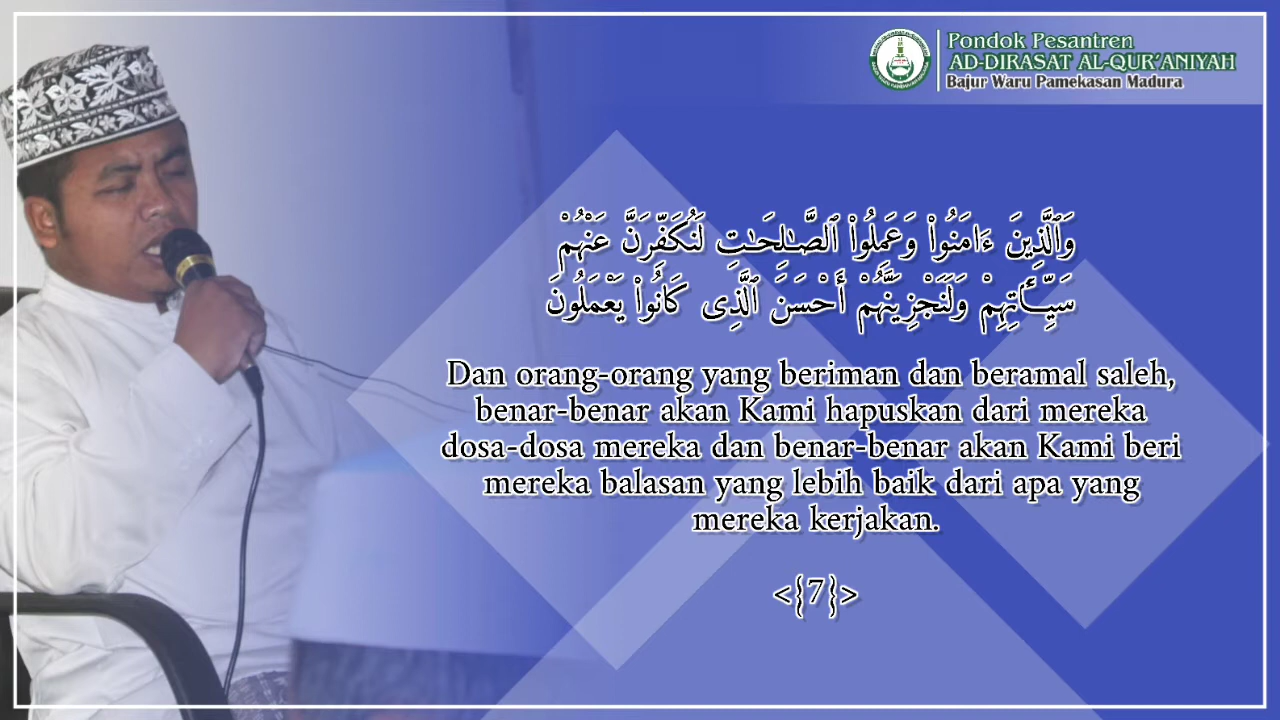 Pondok Pesantren
AD-DIRASAT AL-QUR'ANIYAH
Bajur Waru Pamekasan Madura
وَٱلَّذِينَ ءَامَنُوا۟ وَعَمِلُوا۟ ٱلصَّـٰلِحَـٰتِ لَنُكَفِّرَنَّ عَنْهُمْ
سَيِّـَٔاتِهِمْ وَلَنَجْزِيَنَّهُمْ أَحْسَنَ ٱلَّذِى كَانُوا۟ يَعْمَلُونَ
Dan orang-orang yang beriman dan beramal saleh,
benar-benar akan Kami hapuskan dari mereka
dosa-dosa mereka dan benar-benar akan Kami beri
mereka balasan yang lebih baik dari apa yang
mereka kerjakan.
<{7}>